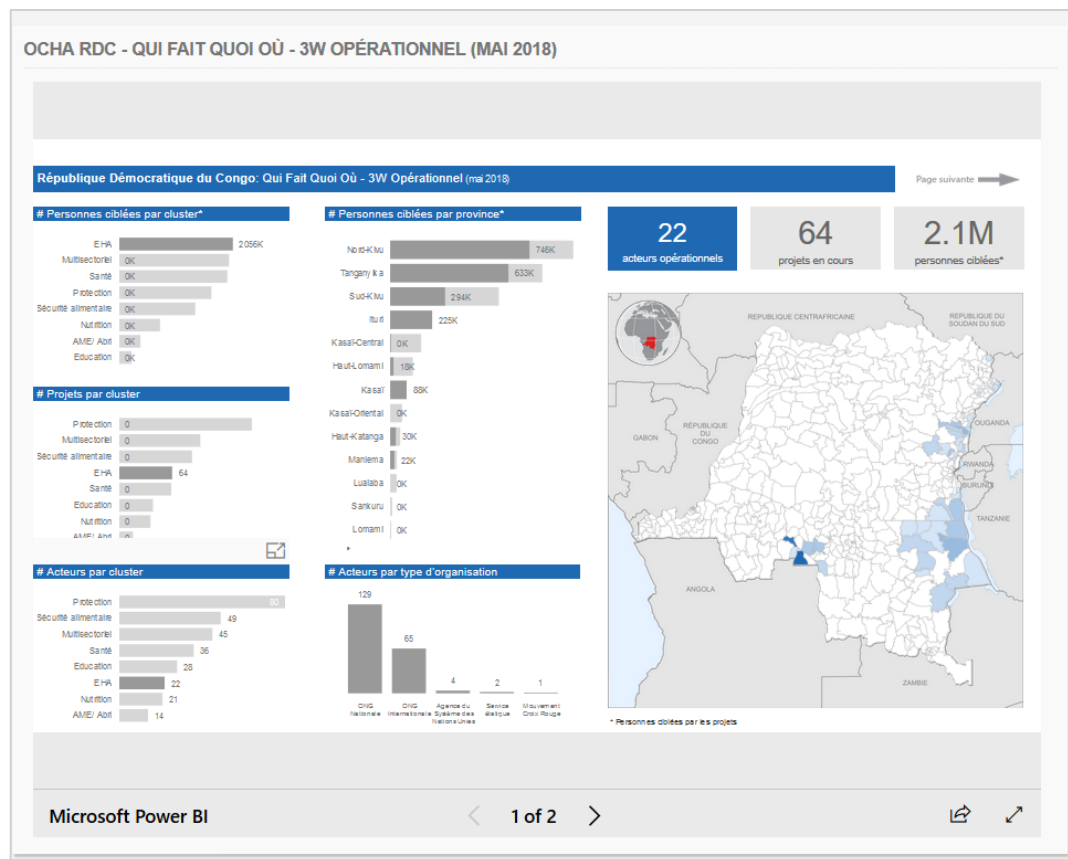 OCHA RDC - QUI FAIT QUOI OÙ - 3W OPÉRATIONNEL (MAI 2018)
République Démocratique du Congo: Qui Fait Quoi Où - 3W Opérationnel (mai 2018)
Page suivante
# Personnes ciblées par cluster*
EHA 2056K
Multisectoriel 0K
Santé 0K
Protection 0K
Sécurité alimentaire 0K
Nutrition 0K
AME/ Abri 0K
Education 0K
# Projets par cluster
Protection 0
Multisectoriel 0
Sécurité alimentaire 0
EHA 64
Santé 0
Education 0
Nutrition 0
AME/ Abri 0
# Acteurs par cluster
Protection 80
Sécurité alimentaire 49
Multisectoriel 45
Santé 36
Education 28
EHA 22
Nutrition 21
AME/ Abri 14
# Personnes ciblées par province*
Nord-Kivu 746K
Tanganyika 633K
Sud-Kivu 294K
Ituri 225K
Kasaï-Central 0K
Haut-Lomami 18K
Kasaï 88K
Kasaï-Oriental 0K
Haut-Katanga 30K
Maniema 22K
Lualaba 0K
Sankuru 0K
Lomami 0K
# Acteurs par type d'organisation
129
65
4
2
1
ONG Nationale
ONG Internationale
Agence du Système des Nations Unies
Service étatique
Mouvement Croix Rouge
22
acteurs opérationnels
64
projets en cours
2.1M
personnes ciblées*
REPUBLIQUE CENTRAFRICAINE
REPUBLIQUE DU
SOUDAN DU SUD
GABON
RÉPUBLIQUE
DU
CONGO
OUGANDA
RWANDA
BURUNDI
TANZANIE
ANGOLA
ZAMBIE
* Personnes ciblées par les projets
Microsoft Power BI
1 of 2